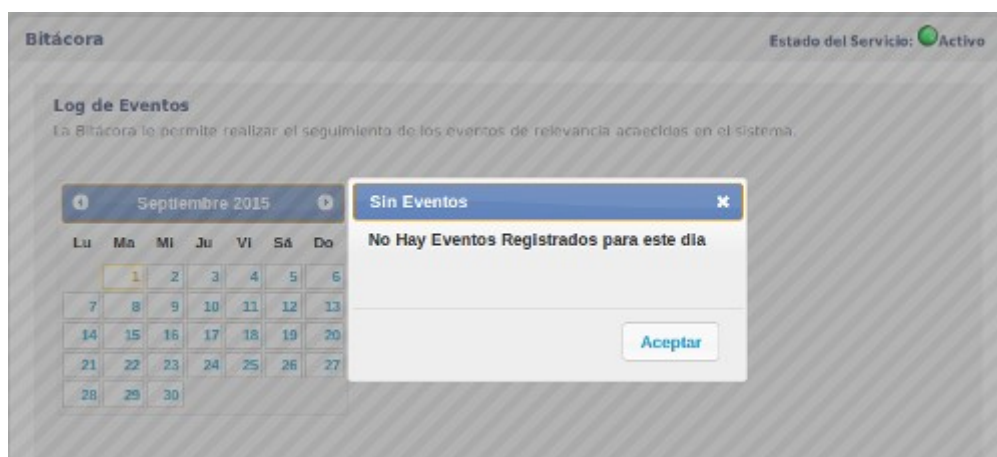 Bitácora
Estado del Servicio: Activo
Log de Eventos
La Bitácora le permite realizar el seguimiento de los eventos de relevancia acaecidos en el sistema.
Septiembre 2015
Lu Ma Mi Ju Vi Sá Do
1 2 3 4 5 6
7 8 9 10 11 12 13
14 15 16 17 18 19 20
21 22 23 24 25 26 27
28 29 30
Sin Eventos
No Hay Eventos Registrados para este dia
Aceptar